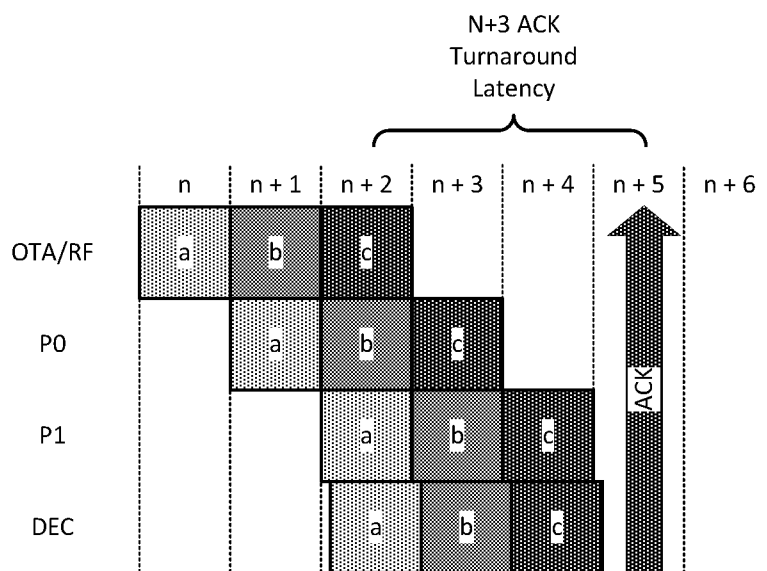 N+3 ACK
Turnaround
Latency
n n + 1 n + 2 n + 3 n + 4 n + 5 n + 6
OTA/RF a b c
P0 a b c
ACK
P1 a b c
DEC a b c